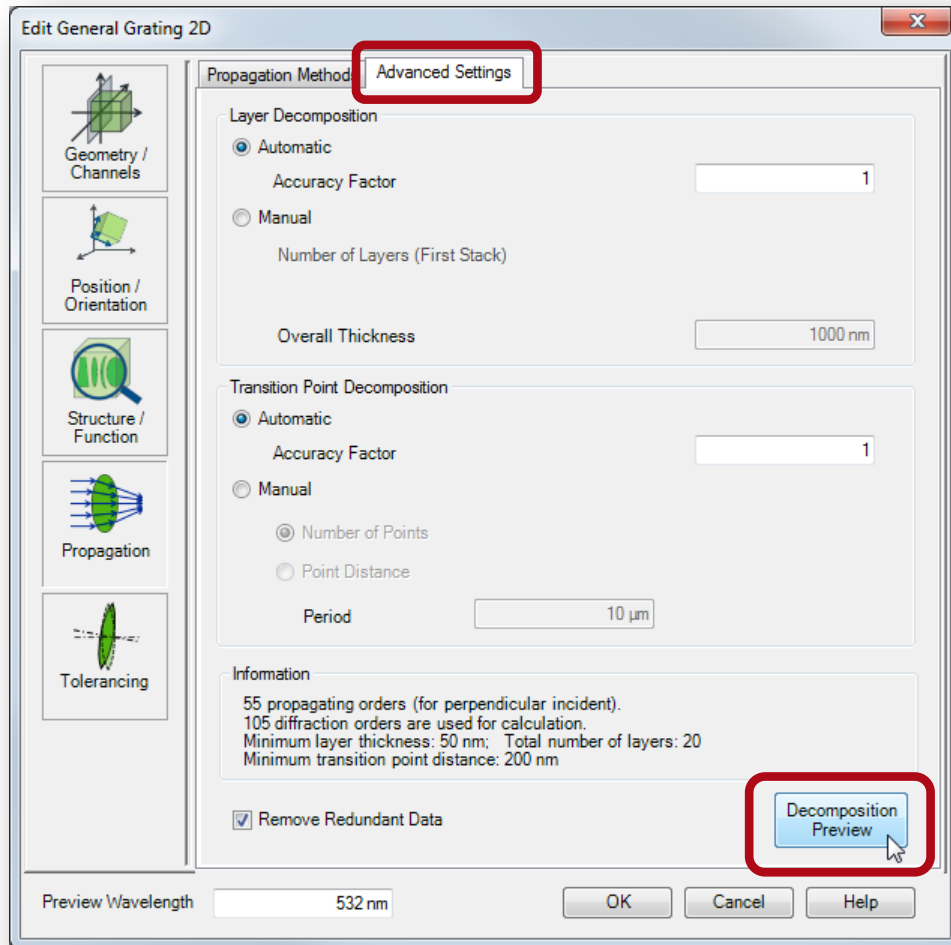 Edit General Grating 2D
x
Propagation Methods
Advanced Settings
Geometry /
Channels
Position /
Orientation
Structure /
Function
Propagation
Tolerancing
Layer Decomposition
Automatic
Accuracy Factor
1
Manual
Number of Layers (First Stack)
Overall Thickness
1000 nm
Transition Point Decomposition
Automatic
Accuracy Factor
1
Manual
Number of Points
Point Distance
Period
10 µm
Information
55 propagating orders (for perpendicular incident).
105 diffraction orders are used for calculation.
Minimum layer thickness: 50 nm; Total number of layers: 20
Minimum transition point distance: 200 nm
Remove Redundant Data
Decomposition
Preview
Preview Wavelength
532 nm
OK
Cancel
Help